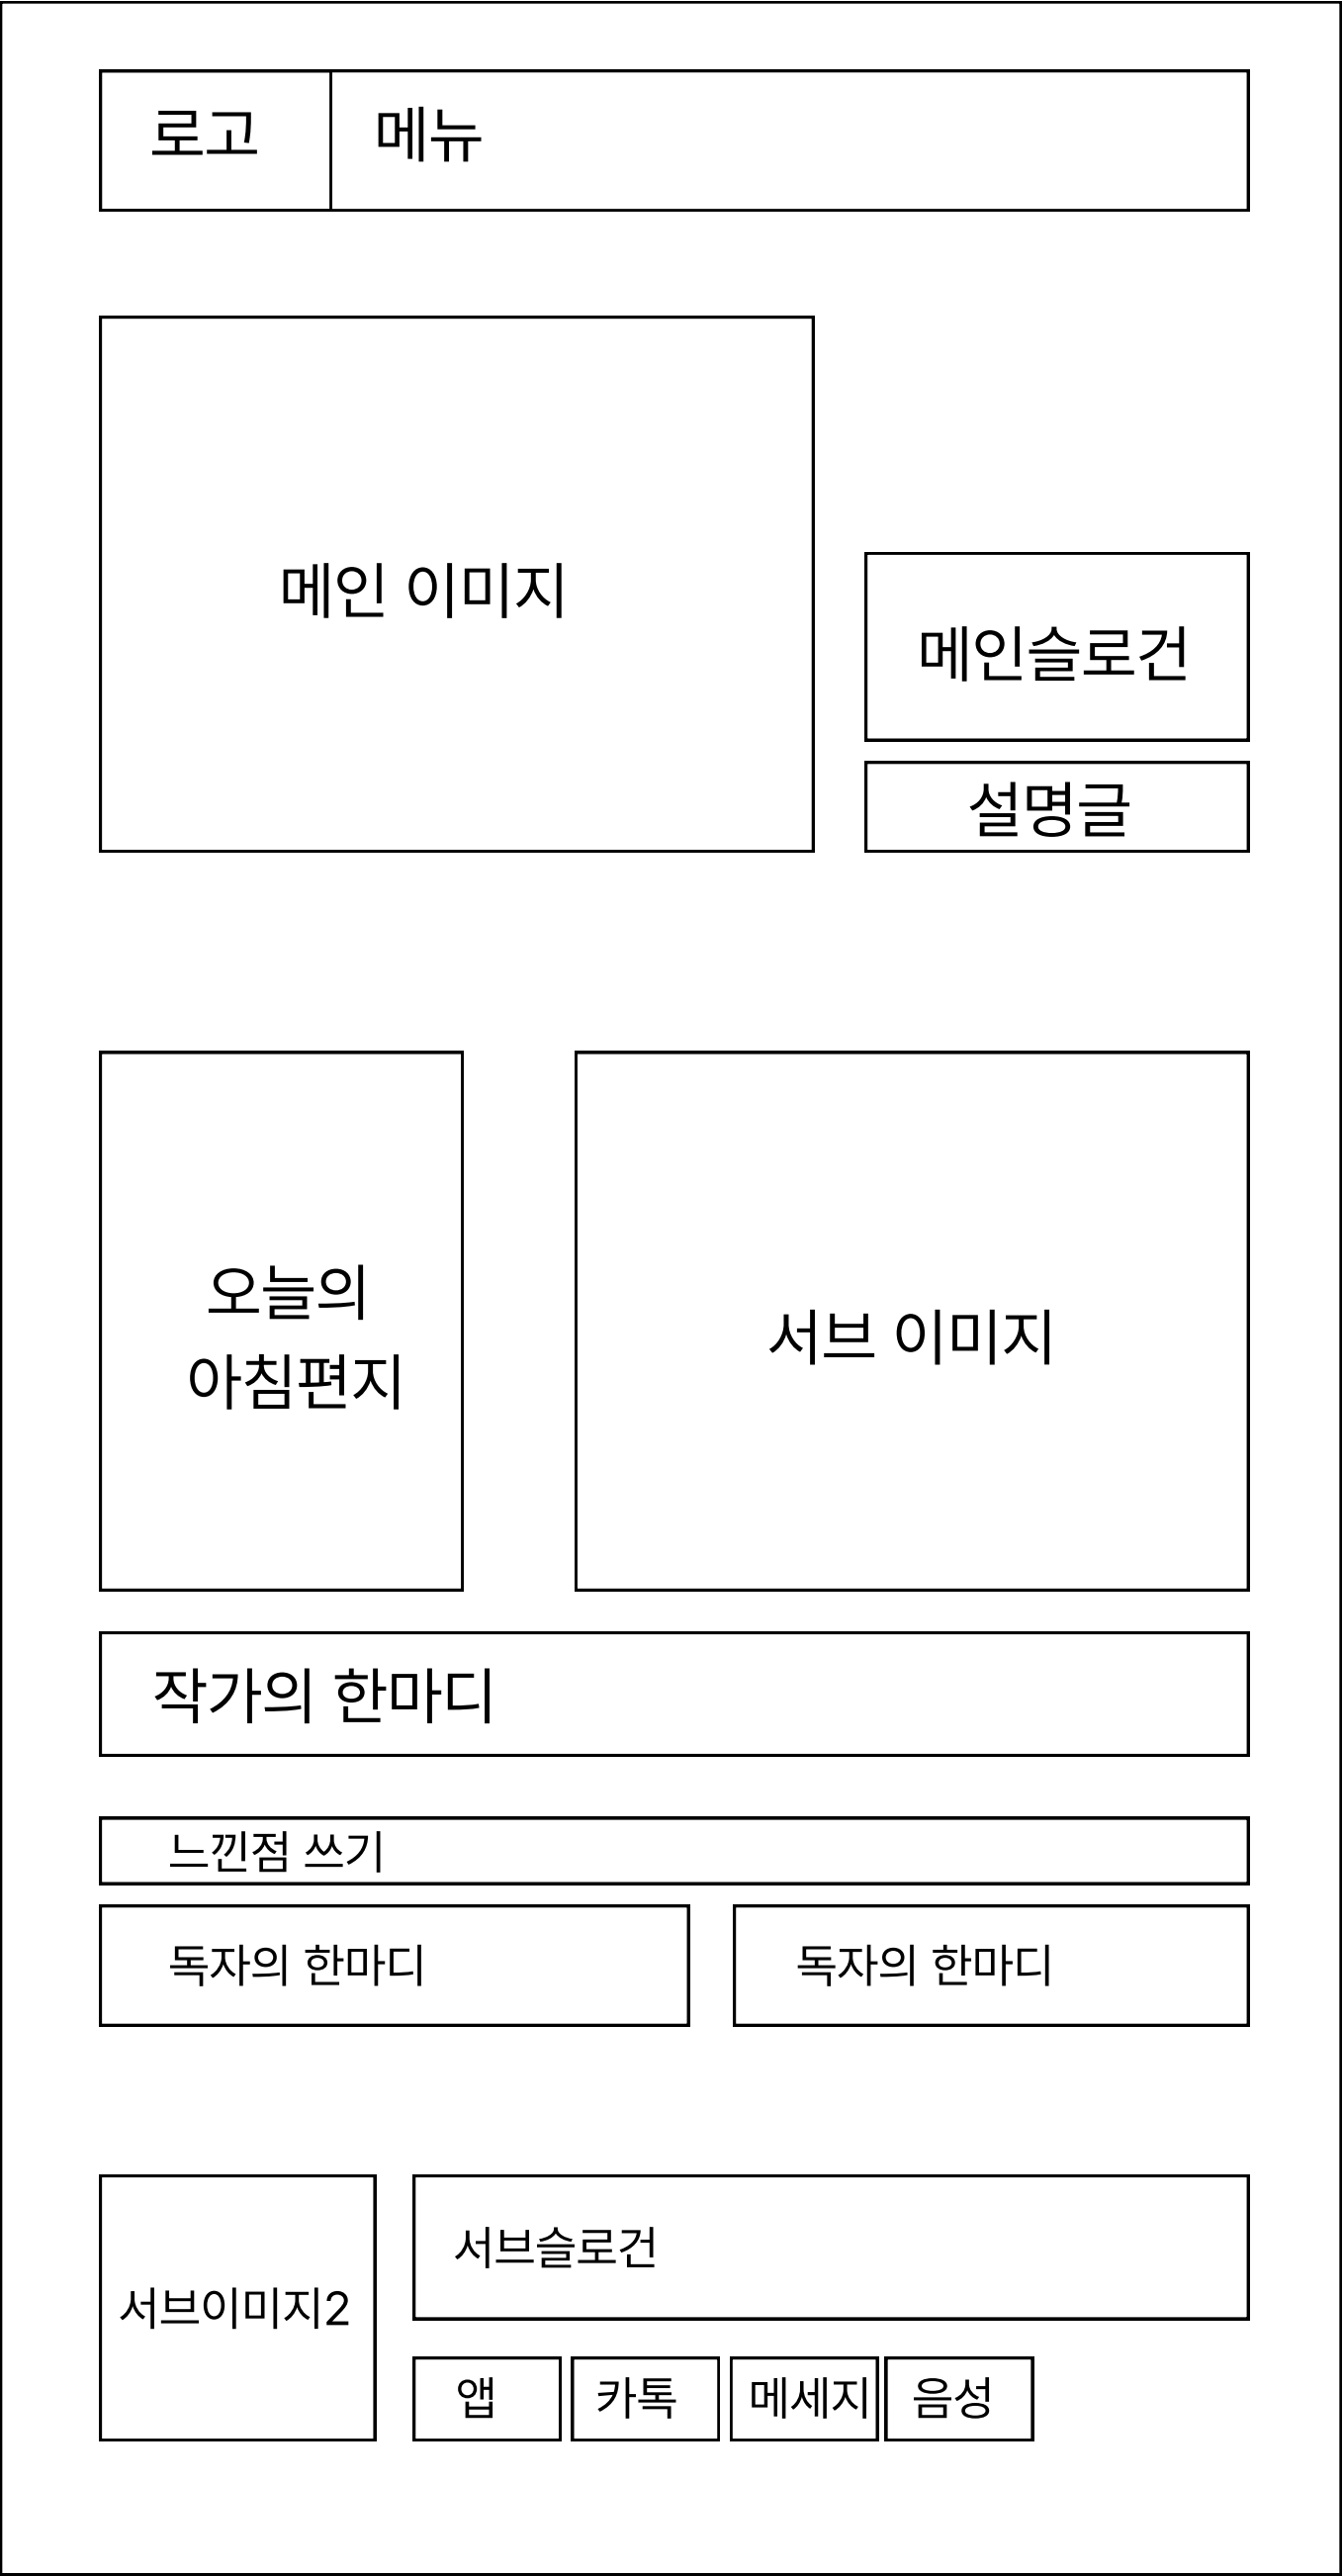 로고
메뉴
메인 이미지
메인슬로건
설명글
오늘의
아침편지
서브 이미지
작가의 한마디
느낀점 쓰기
독자의 한마디
독자의 한마디
서브이미지2
서브슬로건
앱
카톡
메세지
음성